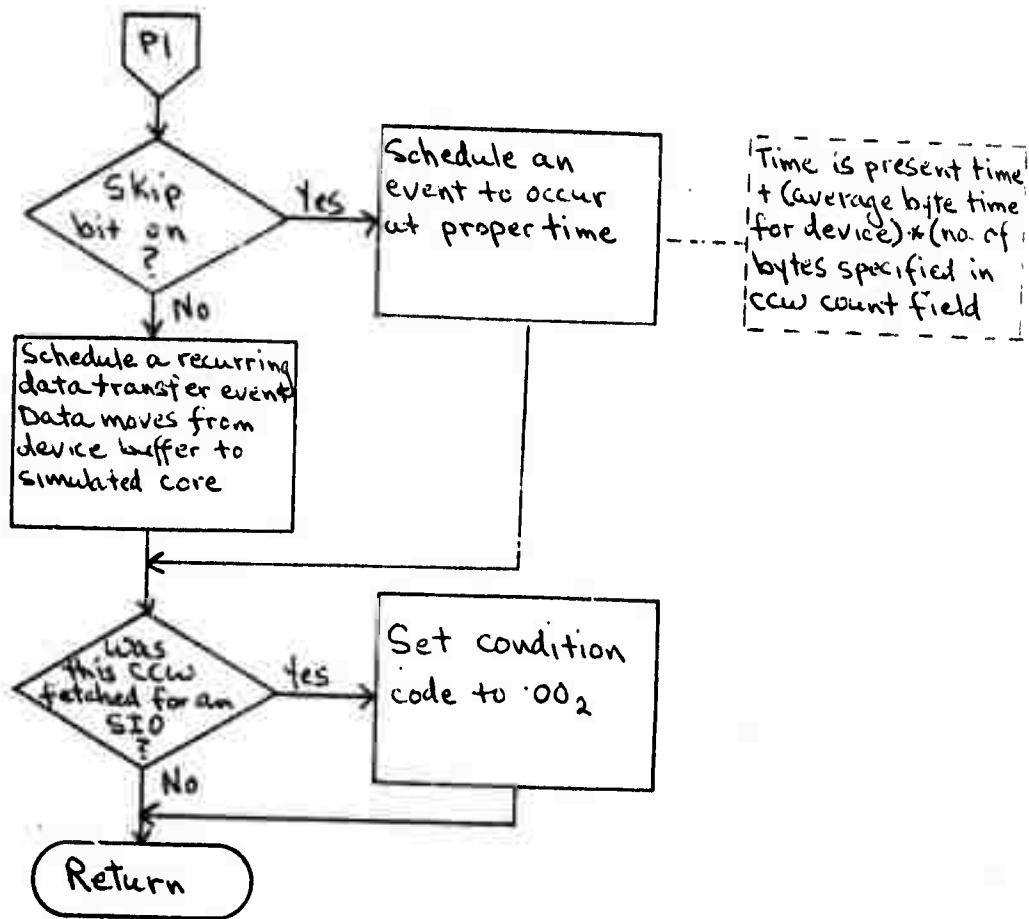 P1
Skip
bit on
?
Yes
Schedule an
event to occur
at proper time
Time is present time
+ (average byte time
for device) * (no. of
bytes specified in
CCW count field
No
Schedule a recurring
data transfer event
Data moves from
device buffer to
simulated core
Was
this CCW
fetched for an
SIO
?
Yes
Set condition
code to 00₂
No
Return